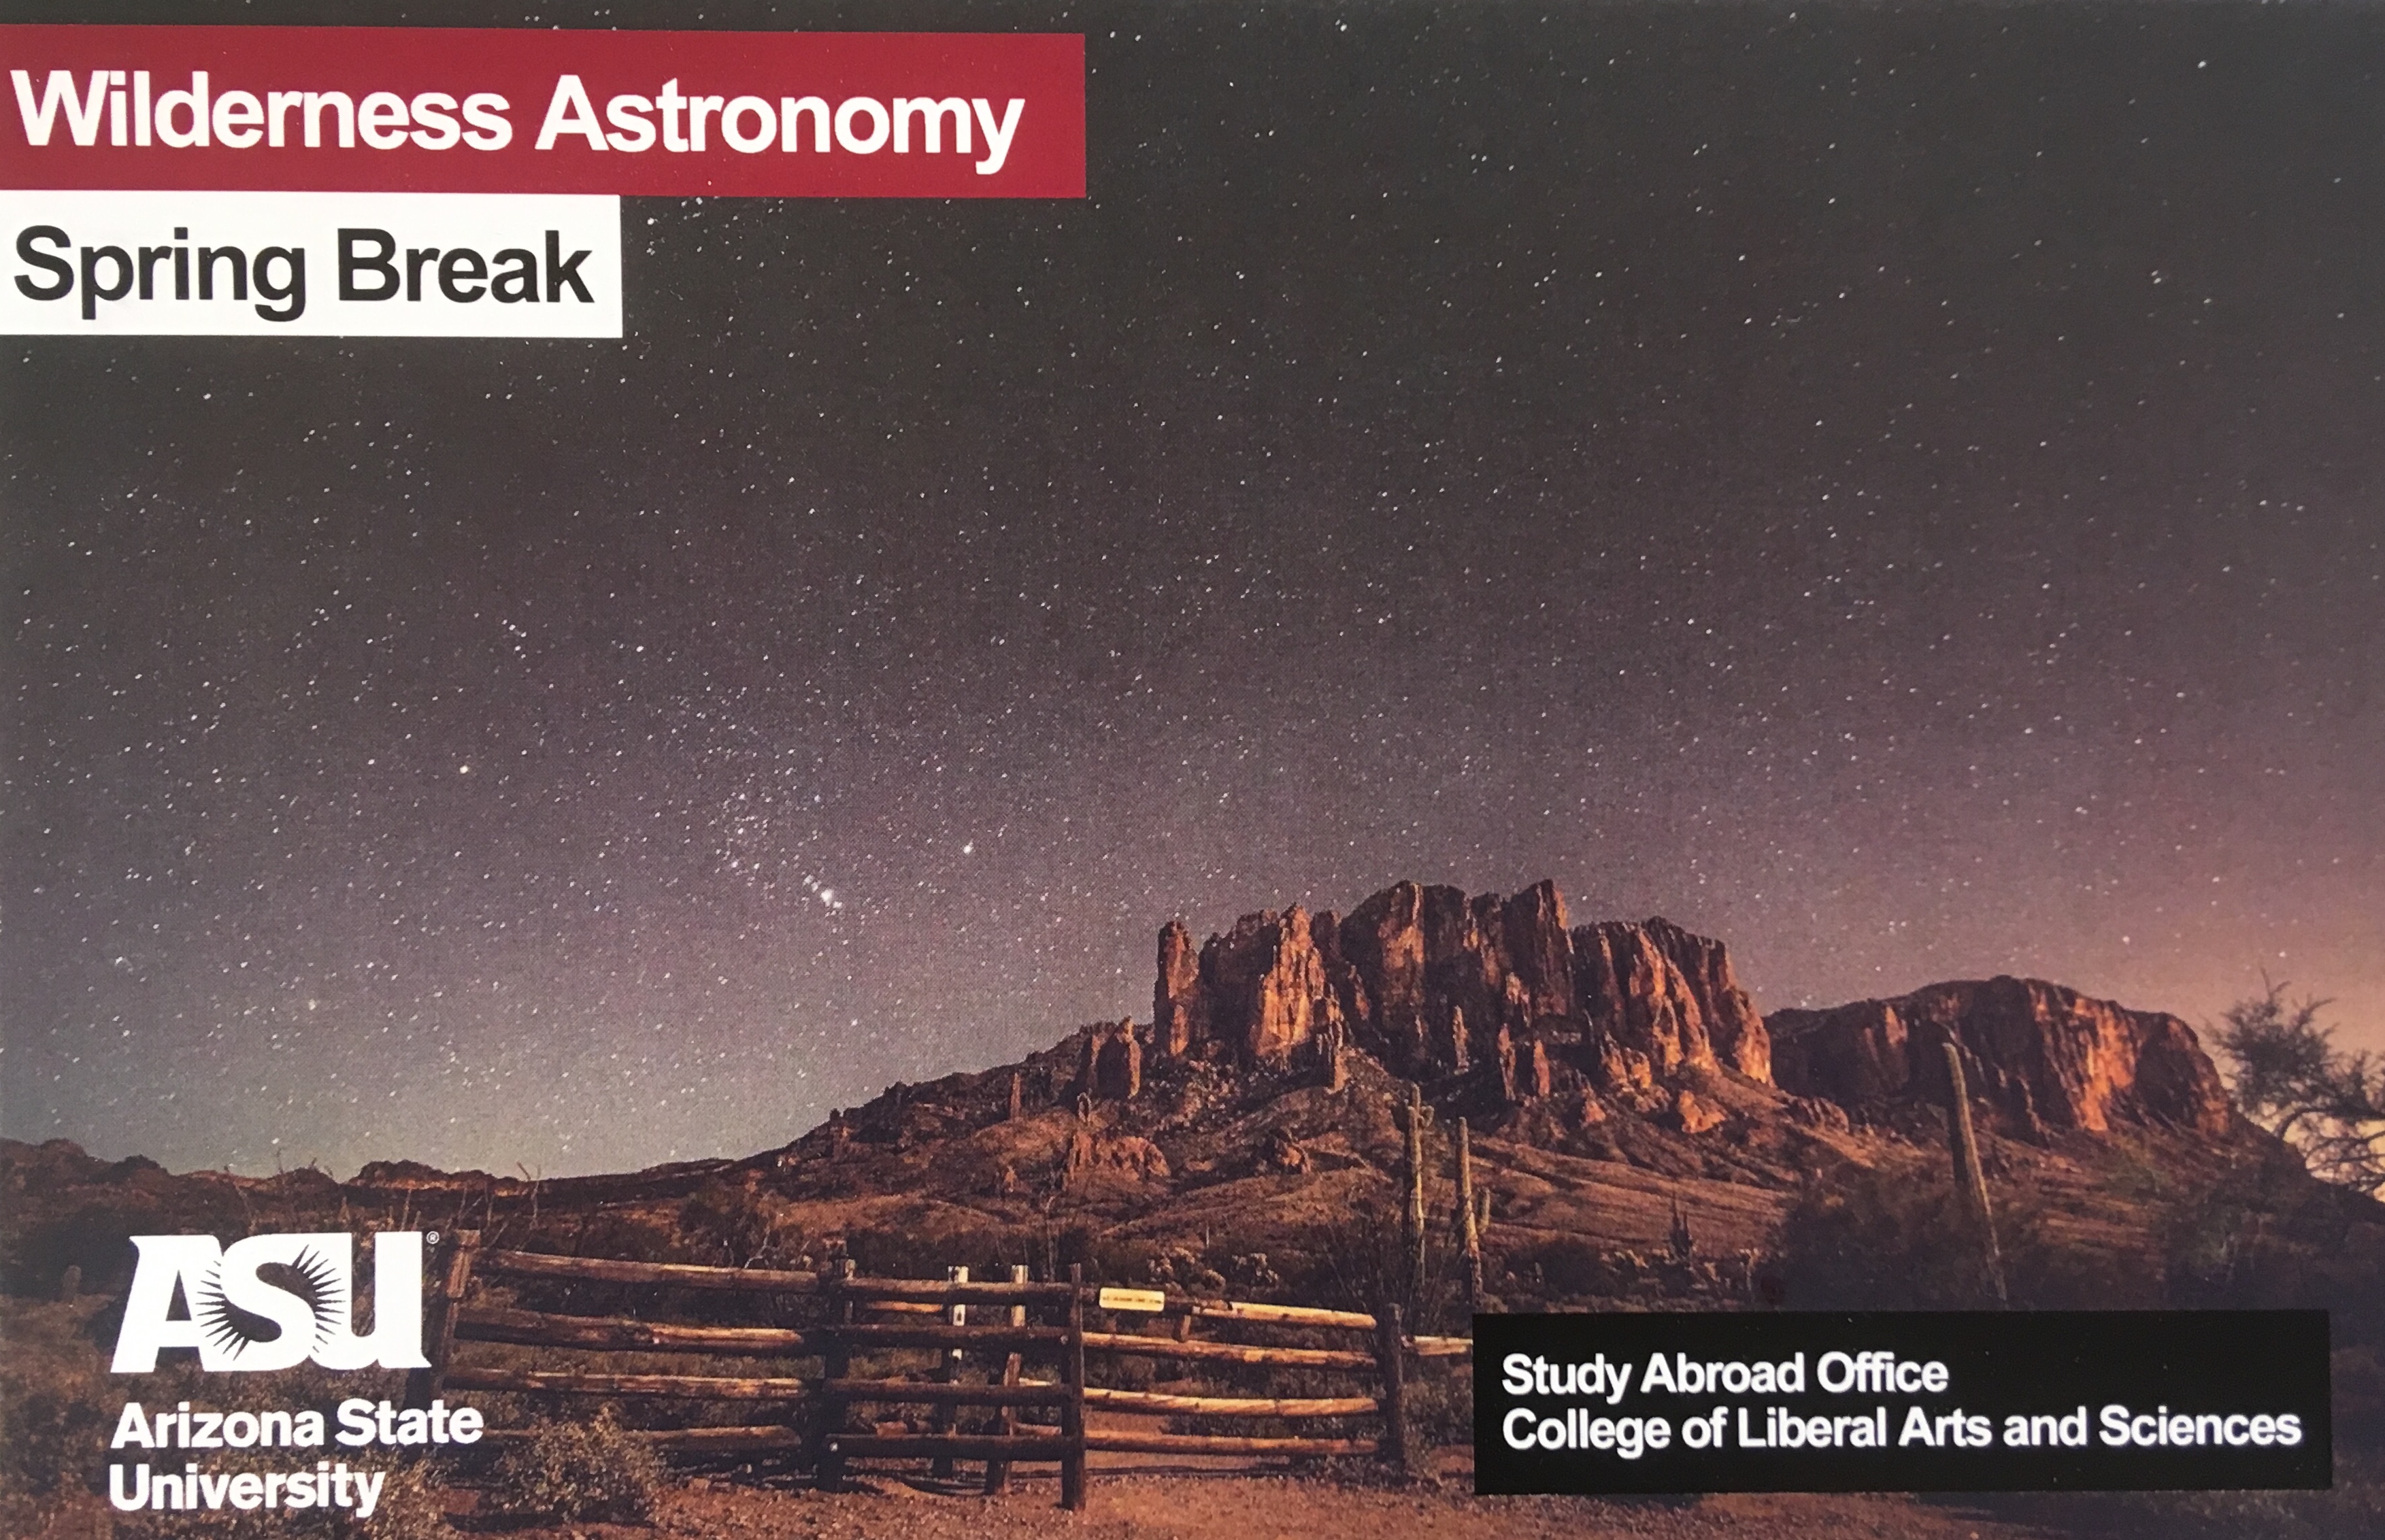 Wilderness Astronomy
Spring Break
ASU®
Arizona State
University
Study Abroad Office
College of Liberal Arts and Sciences